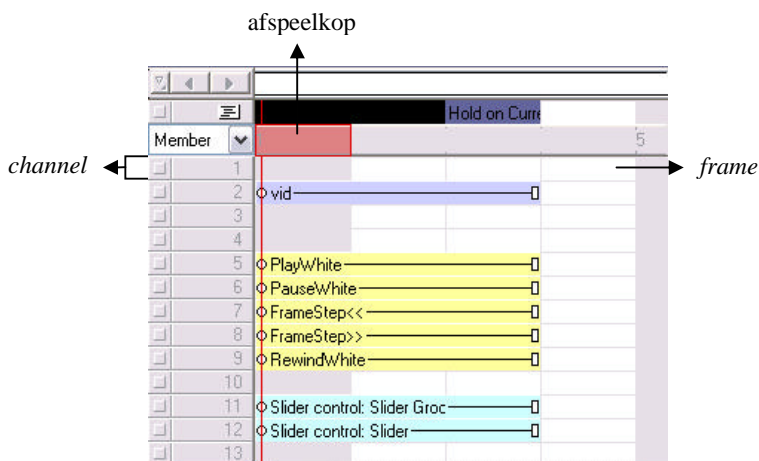 afspeelkop
Hold on Curre
Member
5
channel
frame
1
2 vid
3
4
5 PlayWhite
6 PauseWhite
7 FrameStep<<
8 FrameStep>>
9 RewindWhite
10
11 Slider control: Slider Groc
12 Slider control: Slider
13